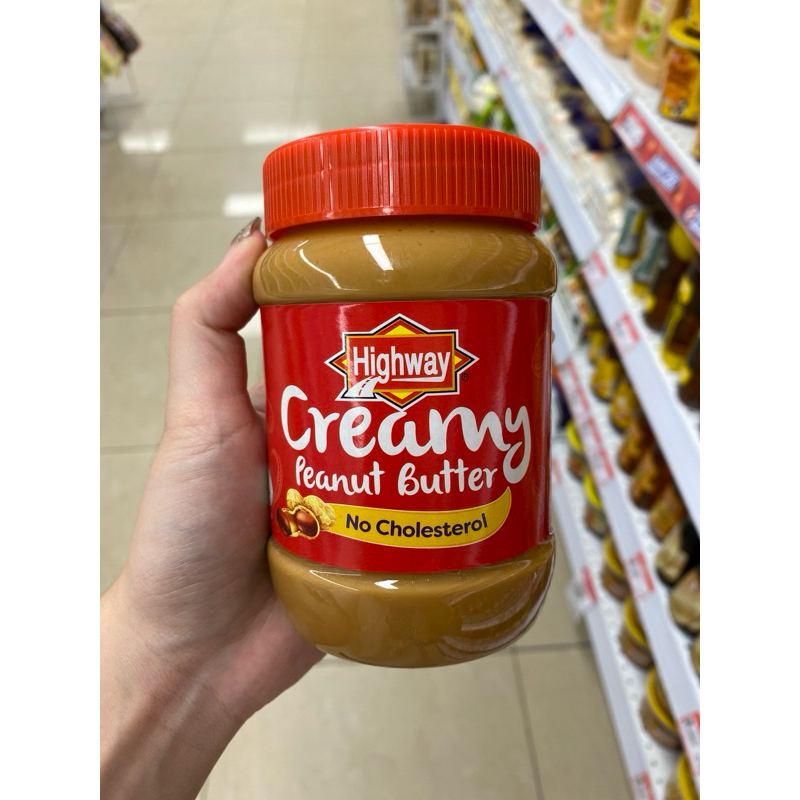 Highway
Creamy
Peanut Butter
No Cholesterol